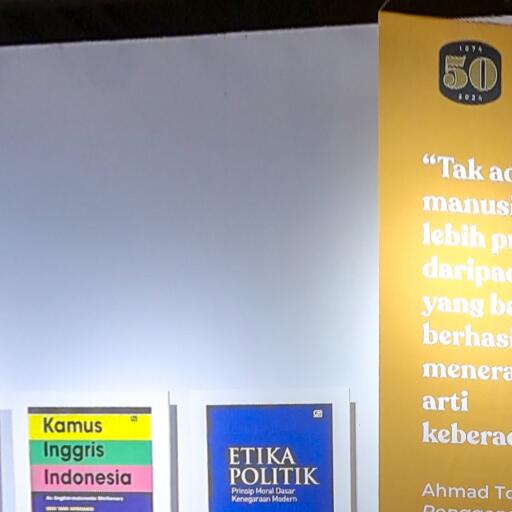 1974
50
2024
“Tak ad
manusi
lebih p
daripad
yang b
berhasi
menera
arti
keberad
Ahmad To
Kamus
Inggris
Indonesia
An English-Indonesian Dictionary
ETIKA
POLITIK
Prinsip Moral Dasar
Kenegaraan Modern